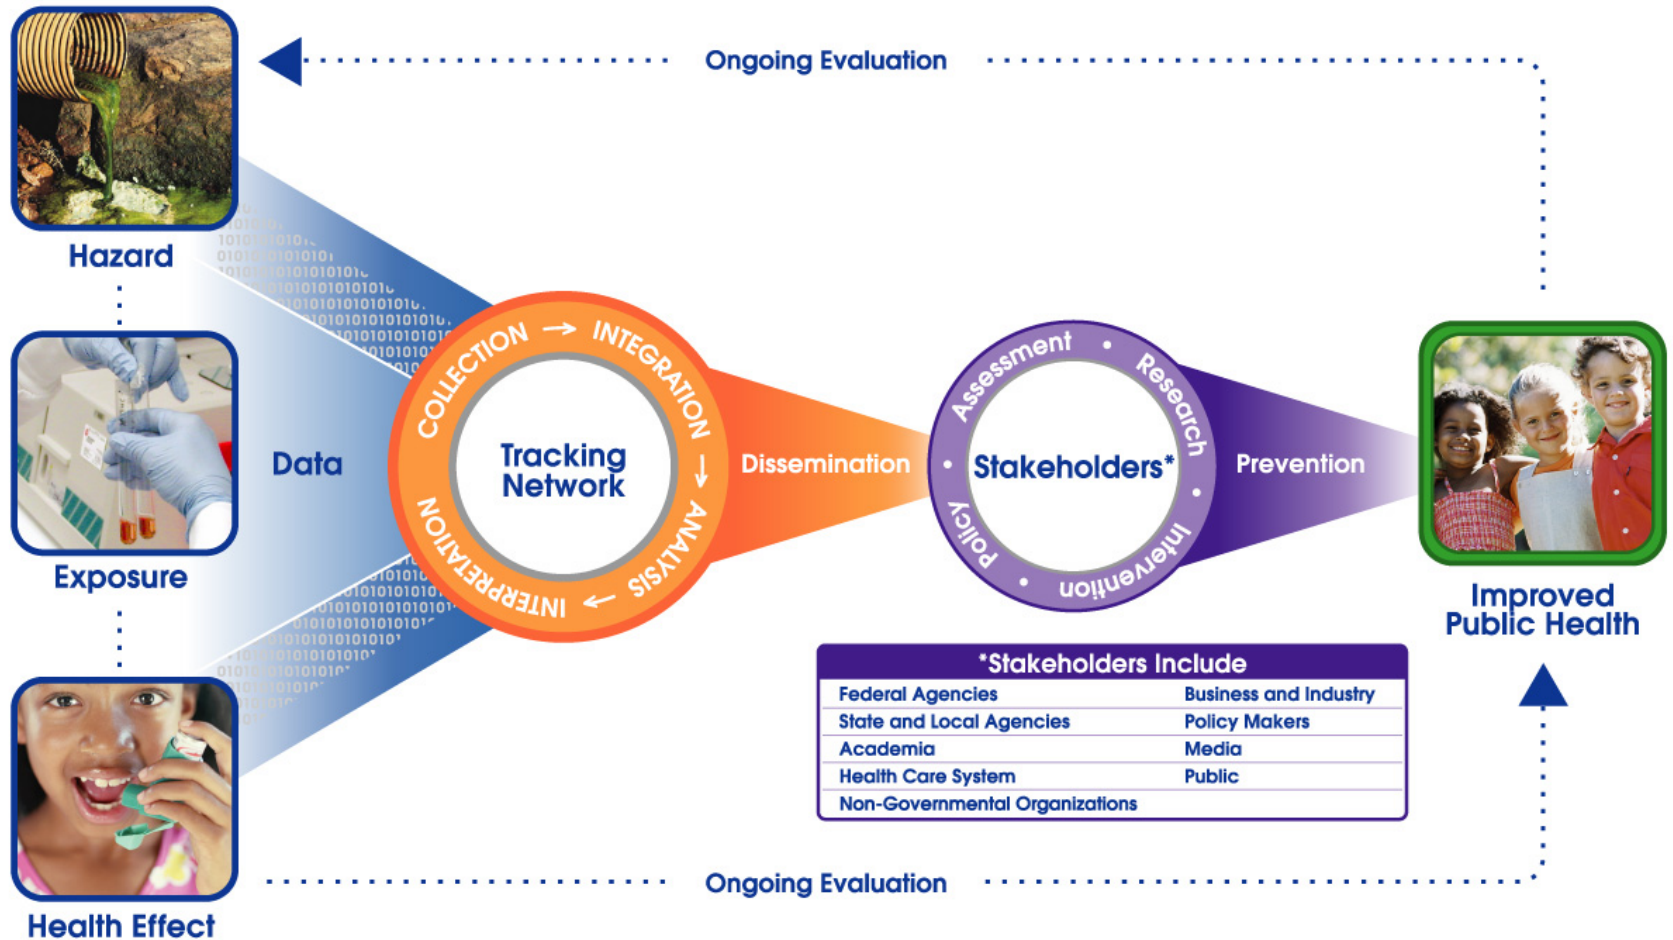 Ongoing Evaluation
Hazard
Exposure
Health Effect
Data
COLLECTION → INTEGRATION → ANALYSIS → INTERPRETATION
Tracking
Network
Dissemination
Assessment • Research • Intervention • Policy •
Stakeholders*
Prevention
Improved
Public Health
*Stakeholders Include
Federal Agencies
State and Local Agencies
Academia
Health Care System
Non-Governmental Organizations
Business and Industry
Policy Makers
Media
Public
Ongoing Evaluation